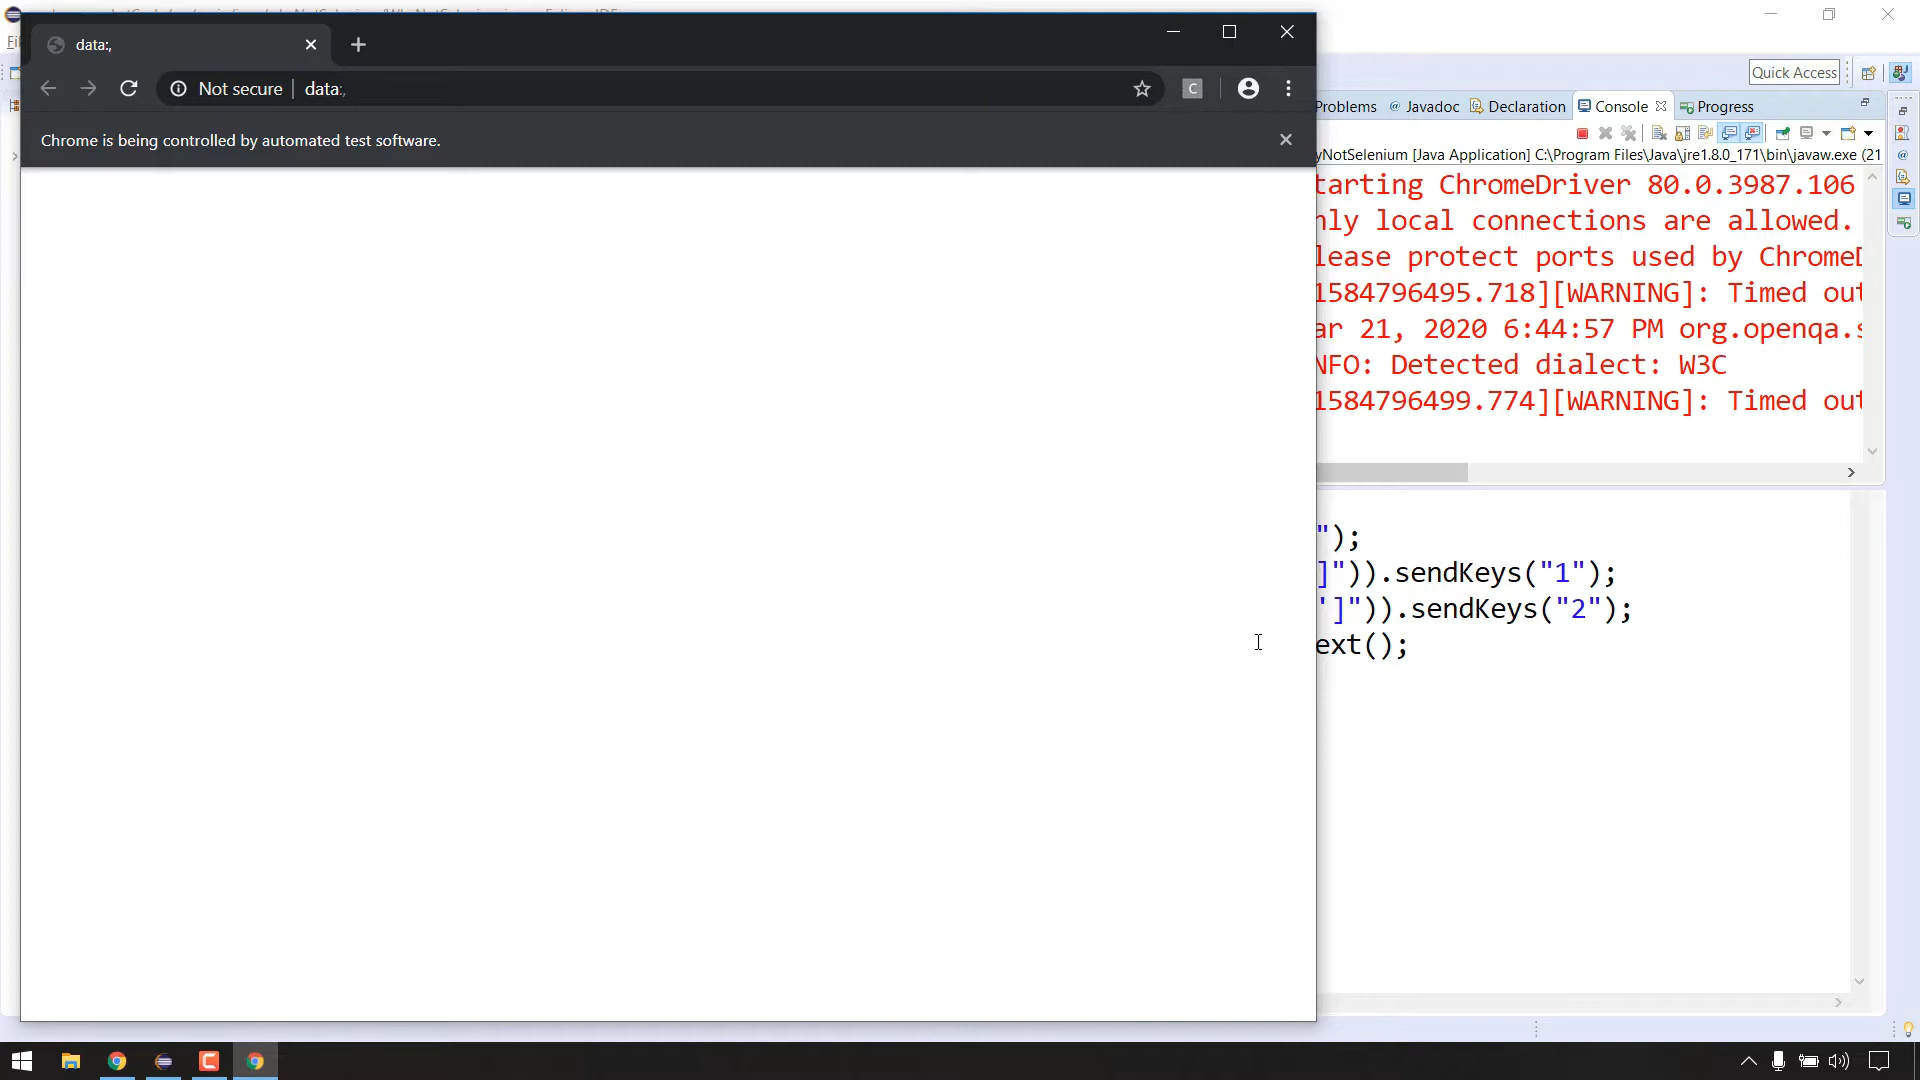 data:,
Not secure data:,
Chrome is being controlled by automated test software.
Quick Access
Problems @ Javadoc Declaration Console Progress
yNotSelenium [Java Application] C:\Program Files\Java\jre1.8.0_171\bin\javaw.exe (21
tarting ChromeDriver 80.0.3987.106
nly local connections are allowed.
lease protect ports used by ChromeD
1584796495.718][WARNING]: Timed out
ar 21, 2020 6:44:57 PM org.openqa.s
NFO: Detected dialect: W3C
1584796499.774][WARNING]: Timed out
");
]")).sendKeys("1");
']")).sendKeys("2");
ext();
C